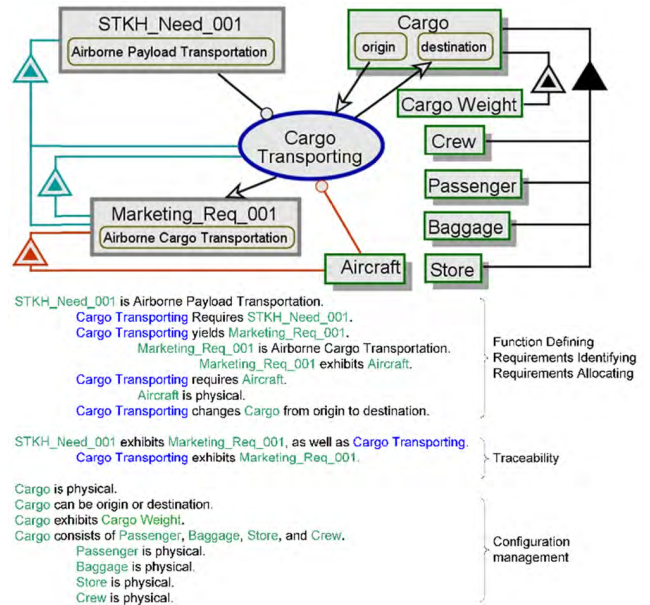 STKH_Need_001
Airborne Payload Transportation
Cargo
origin
destination
Cargo Weight
Cargo
Transporting
Crew
Passenger
Marketing_Req_001
Airborne Cargo Transportation
Baggage
Aircraft
Store
STKH_Need_001 is Airborne Payload Transportation.
Cargo Transporting Requires STKH_Need_001.
Cargo Transporting yields Marketing_Req_001.
Marketing_Req_001 is Airborne Cargo Transportation.
Marketing_Req_001 exhibits Aircraft.
Cargo Transporting requires Aircraft.
Aircraft is physical.
Cargo Transporting changes Cargo from origin to destination.
Function Defining
Requirements Identifying
Requirements Allocating
STKH_Need_001 exhibits Marketing_Req_001, as well as Cargo Transporting.
Cargo Transporting exhibits Marketing_Req_001.
Traceability
Cargo is physical.
Cargo can be origin or destination.
Cargo exhibits Cargo Weight.
Cargo consists of Passenger, Baggage, Store, and Crew.
Passenger is physical.
Baggage is physical.
Store is physical.
Crew is physical.
Configuration
management